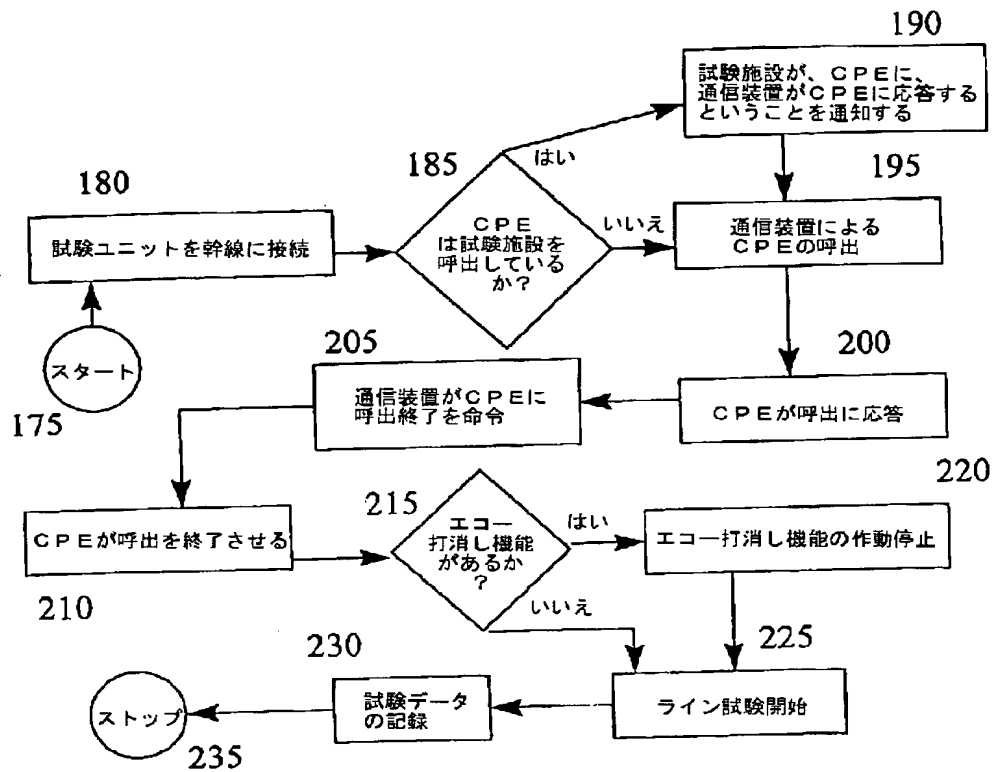 190
試験施設が、CPEに、
通信装置がCPEに応答する
ということを通知する
185
はい
195
180
試験ユニットを幹線に接続
CPE
は試験施設を
呼出している
か?
いいえ
通信装置による
CPEの呼出
スタート
175
205
通信装置がCPEに
呼出終了を命令
200
CPEが呼出に応答
220
215
CPEが呼出を終了させる
210
エコー
打消し機能
があるか
?
はい
エコー打消し機能の作動停止
いいえ
225
230
ストップ
235
試験データ
の記録
ライン試験開始